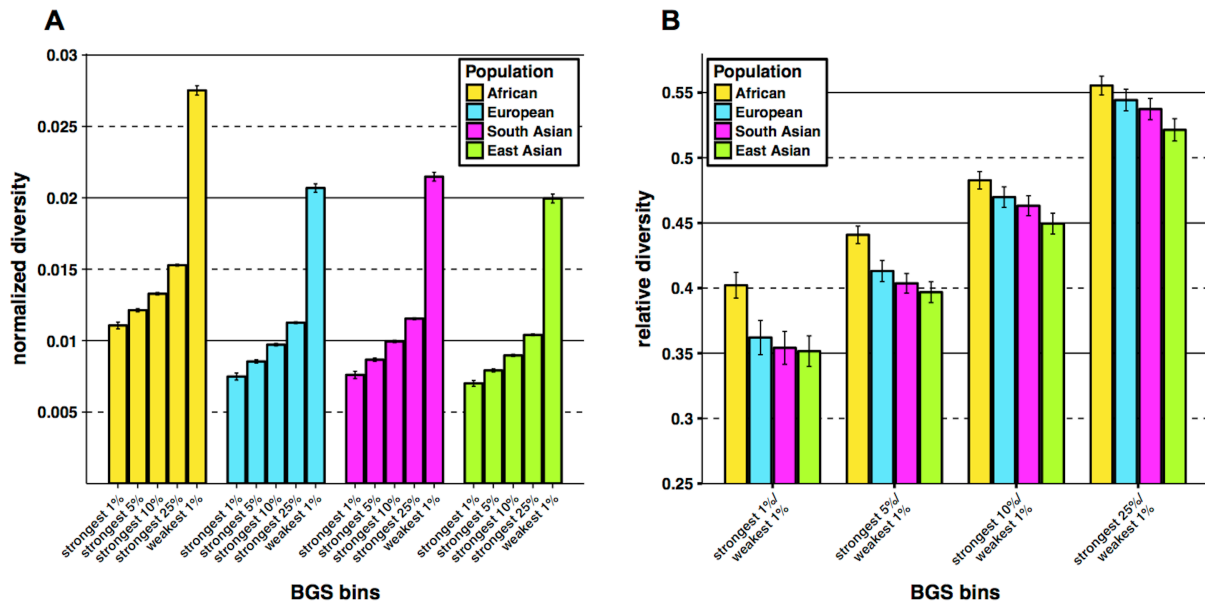 A
normalized diversity
0.03
0.025
0.02
0.015
0.01
0.005
Population
African
European
South Asian
East Asian
strongest 1%
strongest 5%
strongest 10%
strongest 25%
weakest 1%
strongest 1%
strongest 5%
strongest 10%
strongest 25%
weakest 1%
strongest 1%
strongest 5%
strongest 10%
strongest 25%
weakest 1%
strongest 1%
strongest 5%
strongest 10%
strongest 25%
weakest 1%
BGS bins
B
relative diversity
0.55
0.5
0.45
0.4
0.35
0.3
0.25
Population
African
European
South Asian
East Asian
strongest 1%/
weakest 1%
strongest 5%/
weakest 1%
strongest 10%/
weakest 1%
strongest 25%/
weakest 1%
BGS bins